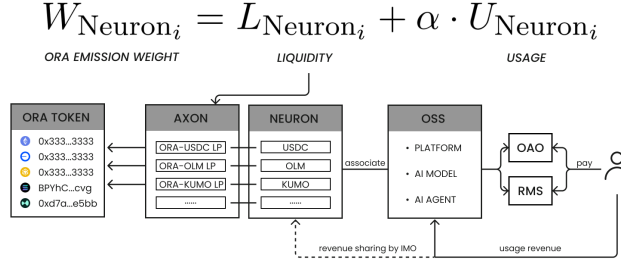 W_Neuron_i = L_Neuron_i + α · U_Neuron_i
ORA EMISSION WEIGHT
LIQUIDITY
USAGE
ORA TOKEN
0x333...3333
0x333...3333
0x333...3333
BPYhC...cvg
0xd7a...e5bb
AXON
ORA-USDC LP
ORA-OLM LP
ORA-KUMO LP
......
NEURON
USDC
OLM
KUMO
......
associate
OSS
• PLATFORM
• AI MODEL
• AI AGENT
OAO
RMS
pay
revenue sharing by IMO
usage revenue